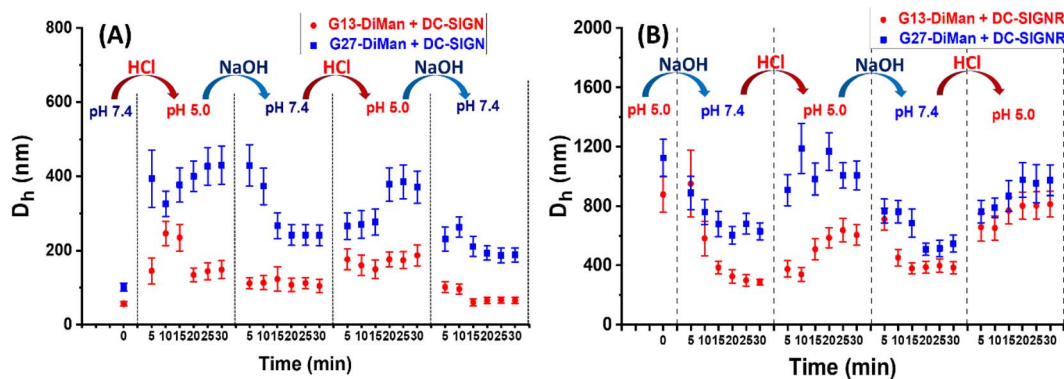 (A)
G13-DiMan + DC-SIGN
G27-DiMan + DC-SIGN
HCl
NaOH
HCl
NaOH
pH 7.4
pH 5.0
pH 7.4
pH 5.0
pH 7.4
800
600
400
200
0
Dh (nm)
0
5 1015202530
5 1015202530
5 1015202530
5 1015202530
Time (min)
(B)
G13-DiMan + DC-SIGNR
G27-DiMan + DC-SIGNR
NaOH
HCl
NaOH
HCl
pH 5.0
pH 7.4
pH 5.0
pH 7.4
pH 5.0
2000
1600
1200
800
400
0
Dh (nm)
0
5 1015202530
5 1015202530
5 1015202530
5 1015202530
Time (min)